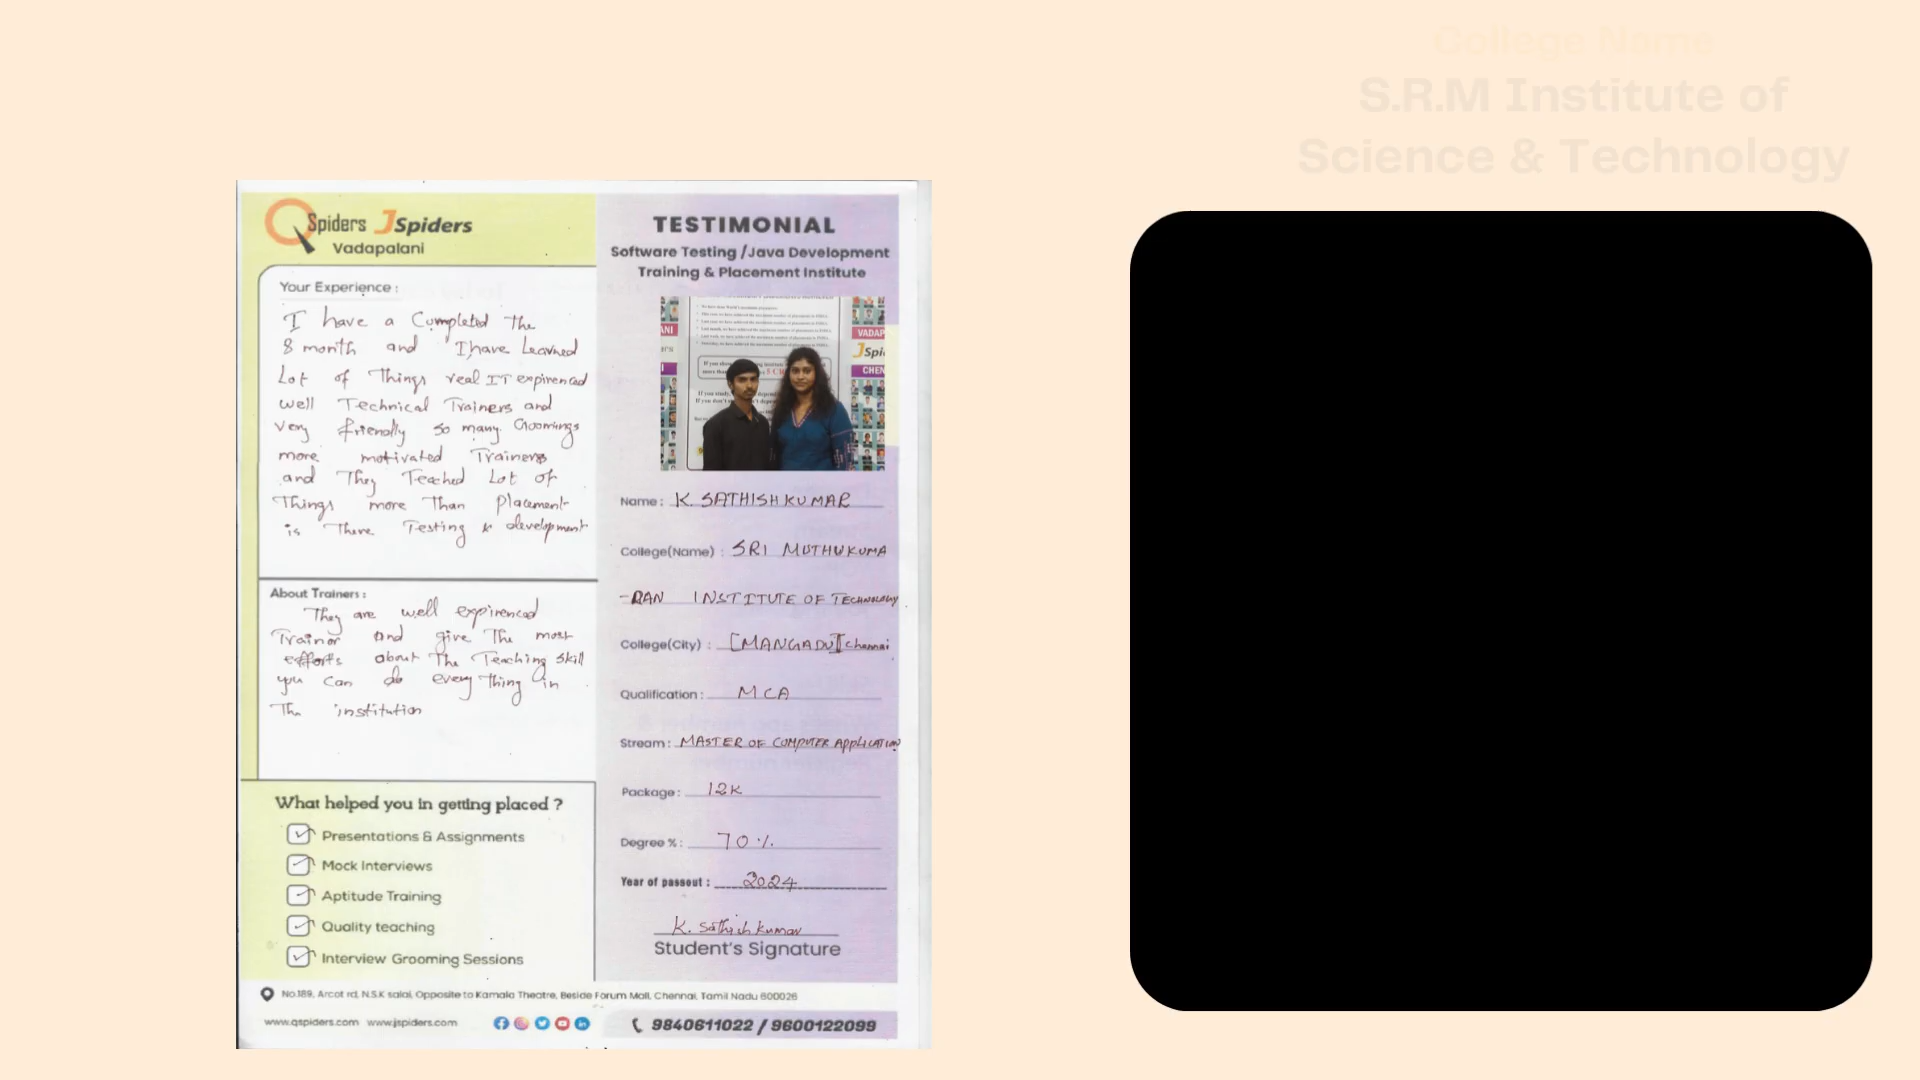 College Name
S.R.M Institute of
Science & Technology
QSpiders JSpiders
Vadapalani
Your Experience :
I have a Completed The
8 month and I have Learned
Lot of Things real IT expirenced
well Technical Trainers and
Very friendly so many Groomings
more motivated Trainers
and They Teached Lot of
Things more Than Placement
is There Testing & development
About Trainers :
They are well expirenced
Trainor and give The most
efforts about The Teaching Skill
you can do every thing in
The institution
What helped you in getting placed ?
Presentations & Assignments
Mock Interviews
Aptitude Training
Quality teaching
Interview Grooming Sessions
TESTIMONIAL
Software Testing /Java Development
Training & Placement Institute
VADAP
JSpi
CHEN
Name : K. SATHISHKUMAR
College(Name) : SRI MUTHUKUMA
-RAN INSTITUTE OF TECHNOLOGY
College(City) : [MANGADU] Chennai
Qualification : MCA
Stream : MASTER OF COMPUTER APPLICATION
Package : 12K
Degree % : 70%
Year of passout : 2024
K. Sathish kumar
Student's Signature
No.189, Arcot rd, N.S.K salai, Opposite to Kamala Theatre, Beside Forum Mall, Chennai, Tamil Nadu 600026
www.qspiders.com www.jspiders.com
9840611022 / 9600122099